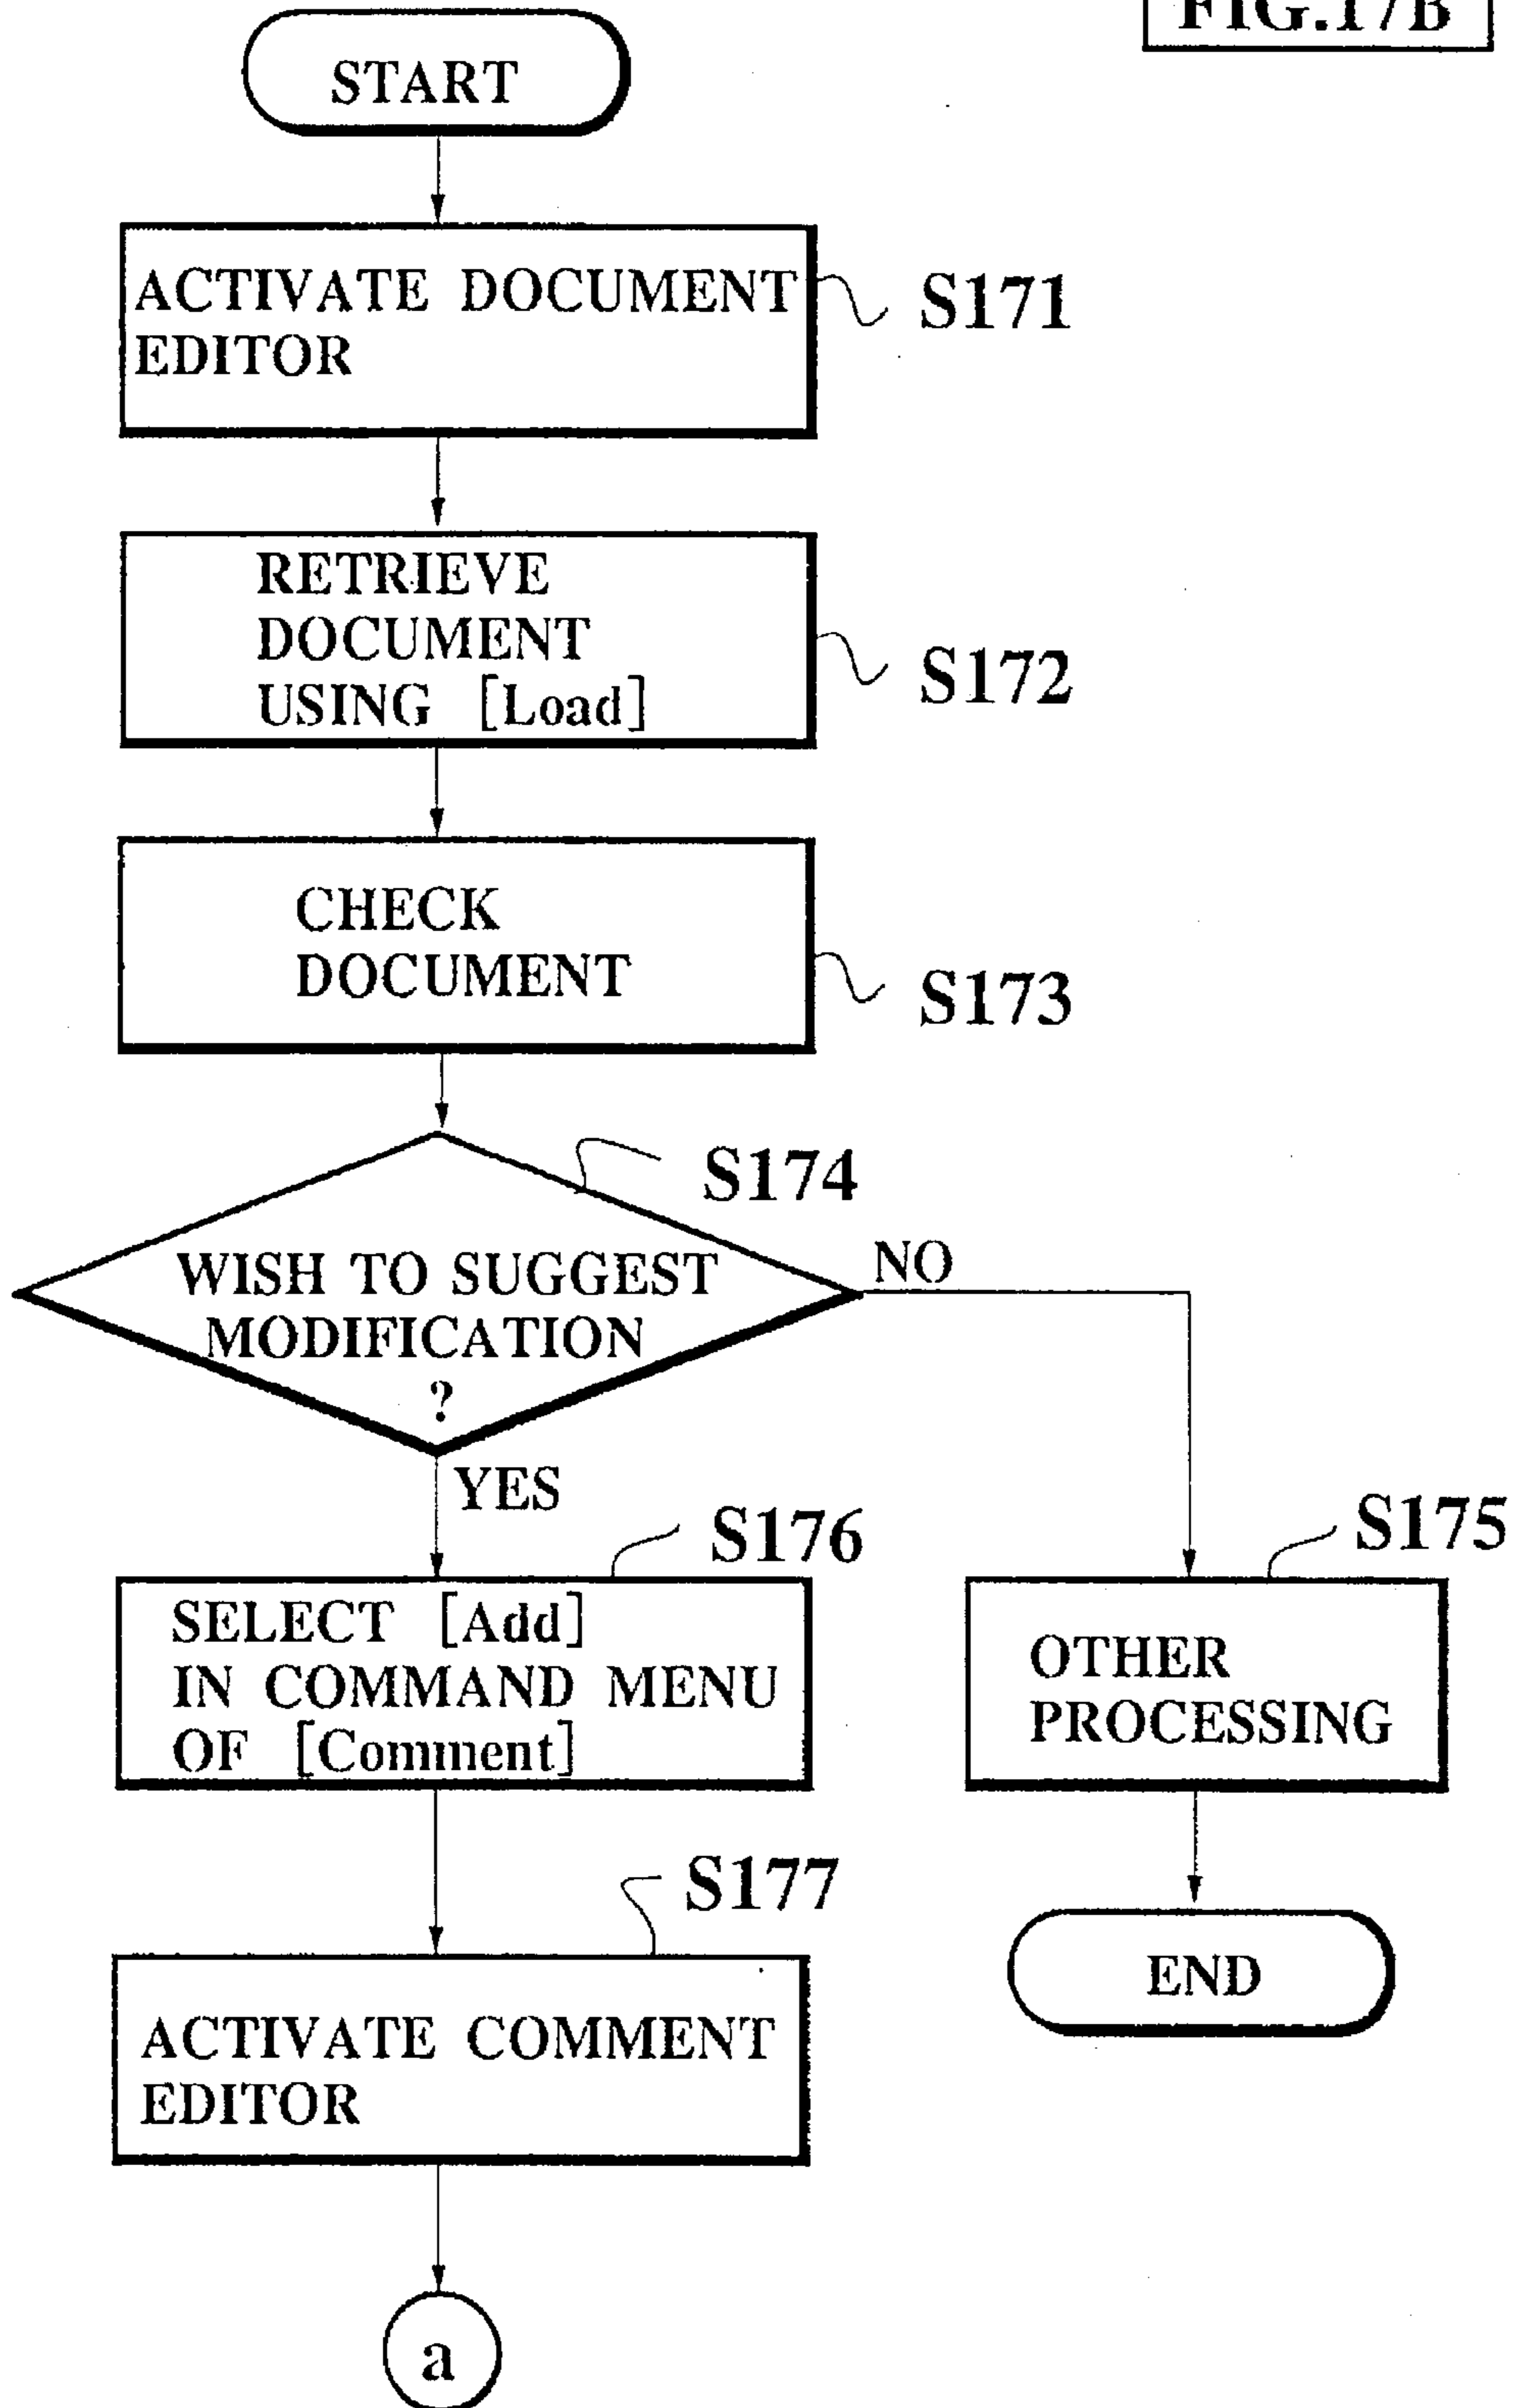 FIG.17B
START
ACTIVATE DOCUMENT
EDITOR
S171
RETRIEVE
DOCUMENT
USING [Load]
S172
CHECK
DOCUMENT
S173
S174
WISH TO SUGGEST
MODIFICATION
?
NO
YES
S176
SELECT [Add]
IN COMMAND MENU
OF [Comment]
S175
OTHER
PROCESSING
S177
ACTIVATE COMMENT
EDITOR
END
a